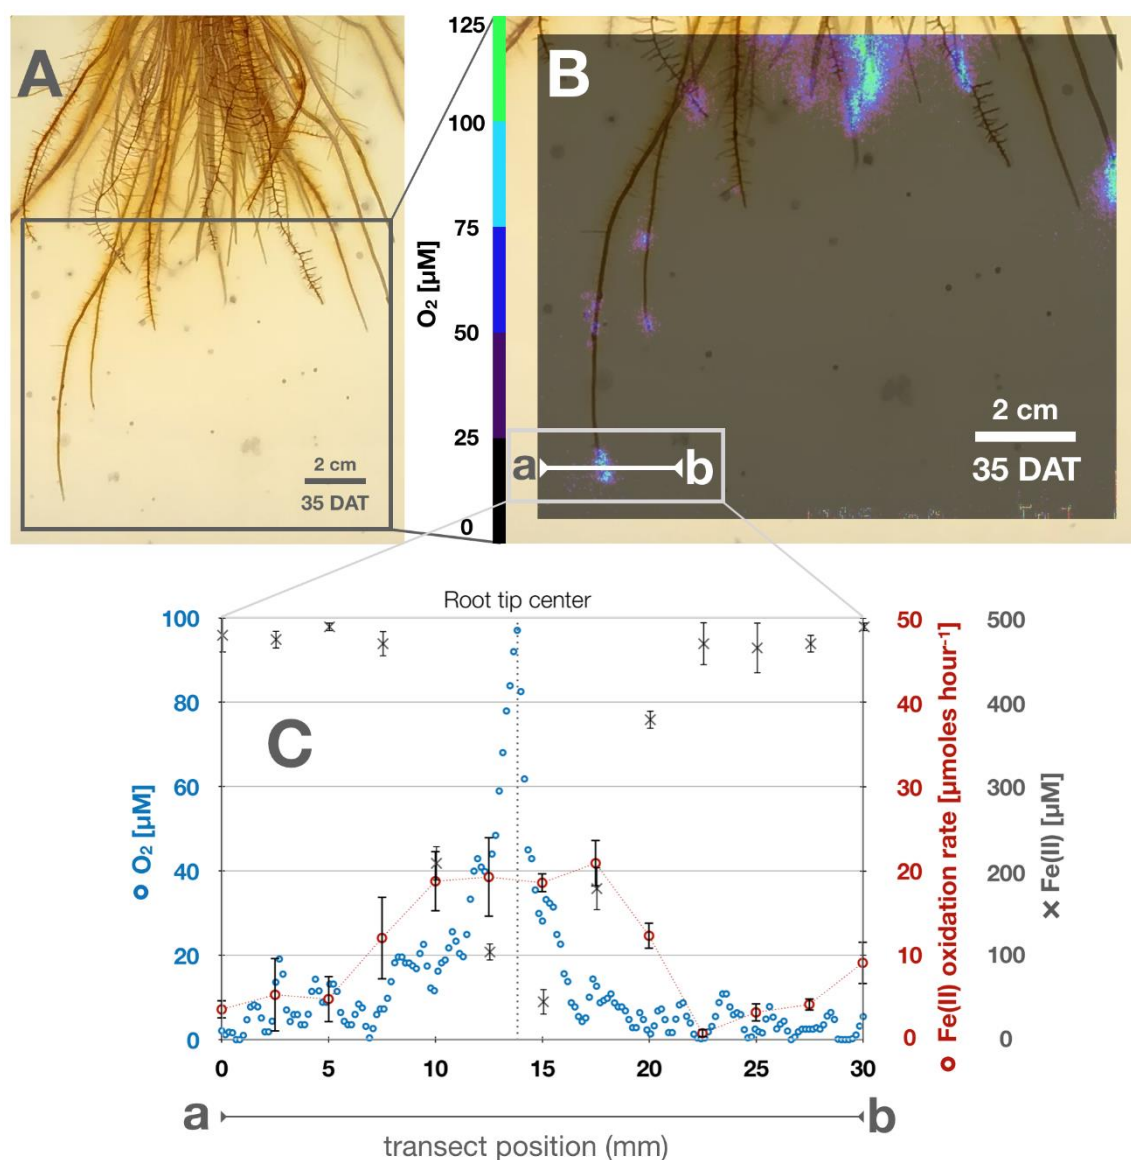 A
2 cm
35 DAT
125
100
75
50
25
0
O₂ [µM]
B
2 cm
35 DAT
a
b
Root tip center
C
100
80
60
40
20
0
O₂ [µM]
50
40
30
20
10
0
Fe(II) oxidation rate [µmoles hour⁻¹]
500
400
300
200
100
0
Fe(II) [µM]
0 5 10 15 20 25 30
a
b
transect position (mm)